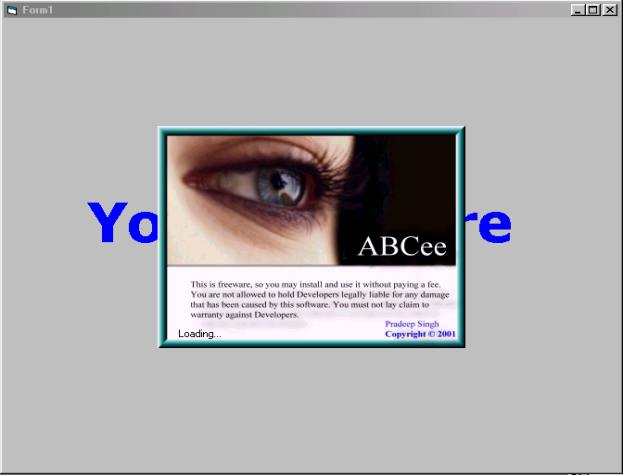 Form1
Yo re
ABCee
This is freeware, so you may install and use it without paying a fee.
You are not allowed to hold Developers legally liable for any damage
that has been caused by this software. You must not lay claim to
warranty against Developers.
Pradeep Singh
Loading...
Copyright © 2001